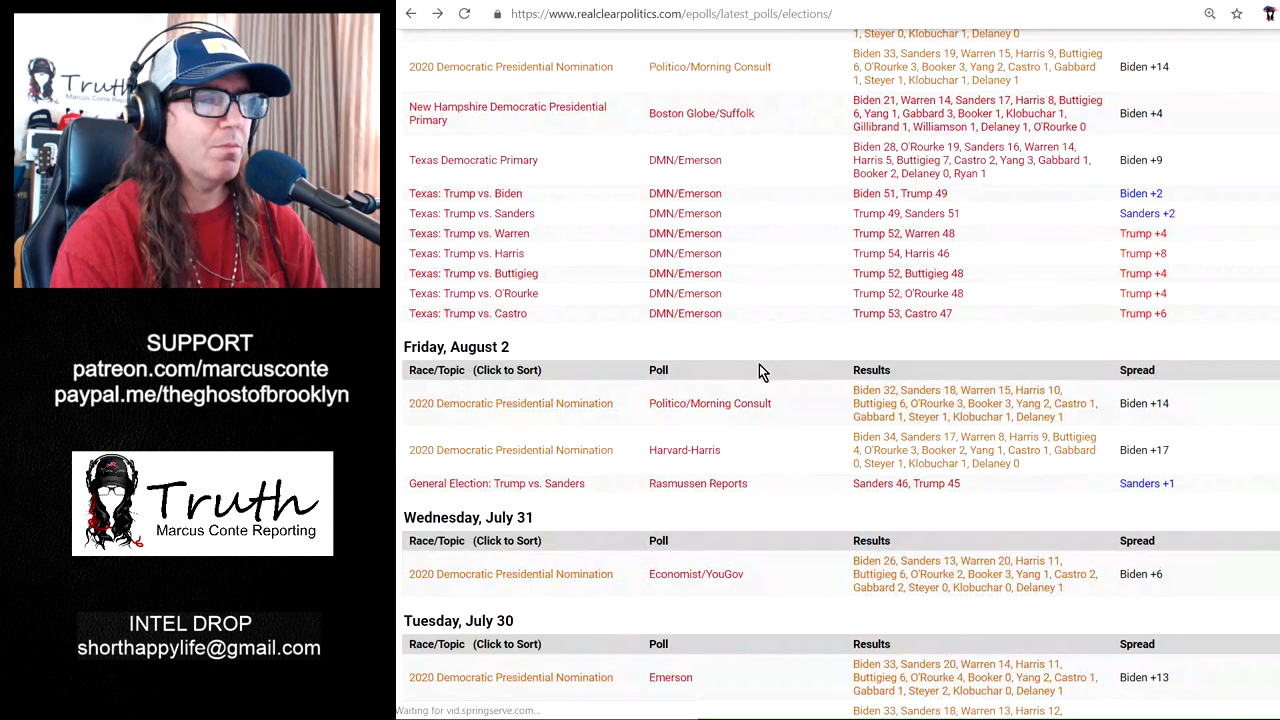 Truth
Marcus Conte Repor
SUPPORT
patreon.com/marcusconte
paypal.me/theghostofbrooklyn
Truth
Marcus Conte Reporting
INTEL DROP
shorthappylife@gmail.com
https://www.realclearpolitics.com/epolls/latest_polls/elections/
1, Steyer 0, Klobuchar 1, Delaney 0
2020 Democratic Presidential Nomination Politico/Morning Consult Biden 33, Sanders 19, Warren 15, Harris 9, Buttigieg Biden +14
6, O'Rourke 3, Booker 3, Yang 2, Castro 1, Gabbard
1, Steyer 1, Klobuchar 1, Delaney 1
New Hampshire Democratic Presidential Primary Boston Globe/Suffolk Biden 21, Warren 14, Sanders 17, Harris 8, Buttigieg Biden +4
6, Yang 1, Gabbard 3, Booker 1, Klobuchar 1,
Gillibrand 1, Williamson 1, Delaney 1, O'Rourke 0
Texas Democratic Primary DMN/Emerson Biden 28, O'Rourke 19, Sanders 16, Warren 14, Biden +9
Harris 5, Buttigieg 7, Castro 2, Yang 3, Gabbard 1,
Booker 2, Delaney 0, Ryan 1
Texas: Trump vs. Biden DMN/Emerson Biden 51, Trump 49 Biden +2
Texas: Trump vs. Sanders DMN/Emerson Trump 49, Sanders 51 Sanders +2
Texas: Trump vs. Warren DMN/Emerson Trump 52, Warren 48 Trump +4
Texas: Trump vs. Harris DMN/Emerson Trump 54, Harris 46 Trump +8
Texas: Trump vs. Buttigieg DMN/Emerson Trump 52, Buttigieg 48 Trump +4
Texas: Trump vs. O'Rourke DMN/Emerson Trump 52, O'Rourke 48 Trump +4
Texas: Trump vs. Castro DMN/Emerson Trump 53, Castro 47 Trump +6
Friday, August 2
Race/Topic (Click to Sort) Poll Results Spread
2020 Democratic Presidential Nomination Politico/Morning Consult Biden 32, Sanders 18, Warren 15, Harris 10, Biden +14
Buttigieg 6, O'Rourke 3, Booker 3, Yang 2, Castro 1,
Gabbard 1, Steyer 1, Klobuchar 1, Delaney 1
2020 Democratic Presidential Nomination Harvard-Harris Biden 34, Sanders 17, Warren 8, Harris 9, Buttigieg Biden +17
4, O'Rourke 3, Booker 2, Yang 1, Castro 1, Gabbard
0, Steyer 1, Klobuchar 1, Delaney 0
General Election: Trump vs. Sanders Rasmussen Reports Sanders 46, Trump 45 Sanders +1
Wednesday, July 31
Race/Topic (Click to Sort) Poll Results Spread
2020 Democratic Presidential Nomination Economist/YouGov Biden 26, Sanders 13, Warren 20, Harris 11, Biden +6
Buttigieg 6, O'Rourke 2, Booker 3, Yang 1, Castro 2,
Gabbard 2, Steyer 0, Klobuchar 0, Delaney 1
Tuesday, July 30
Race/Topic (Click to Sort) Poll Results Spread
2020 Democratic Presidential Nomination Emerson Biden 33, Sanders 20, Warren 14, Harris 11, Biden +13
Buttigieg 6, O'Rourke 4, Booker 0, Yang 2, Castro 1,
Gabbard 1, Steyer 2, Klobuchar 0, Delaney 1
Biden 33, Sanders 18, Warren 13, Harris 12,
Waiting for vid.springserve.com...